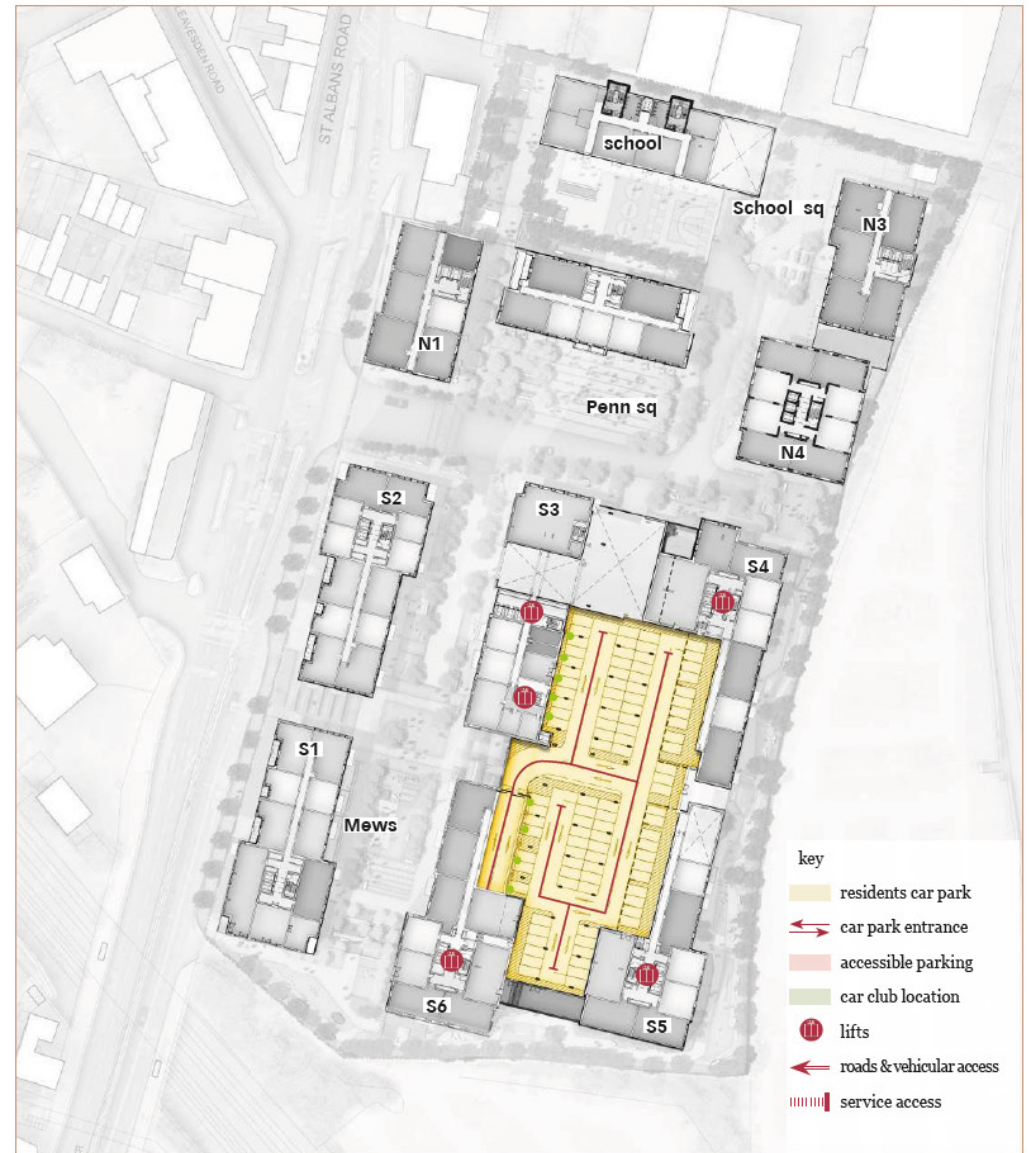 LEAVESDEN ROAD
ST ALBANS ROAD
school
School sq
N3
N1
Penn sq
N4
S2
S3
S4
S1
Mews
S6
S5
key
residents car park
car park entrance
accessible parking
car club location
lifts
roads & vehicular access
service access